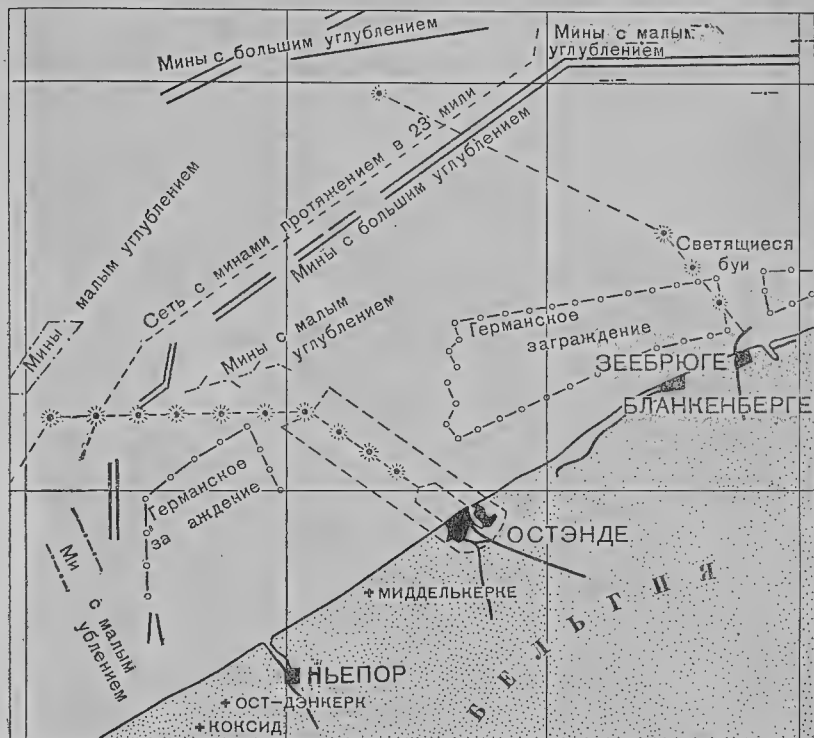 Мины с большим углублением
Мины с малым
углублением
Сеть с минами протяжением в 23 мили
Мины с большим углублением
Мины с малым углублением
Светящиеся
буи
Мины с малым
углублением
Германское
заграждение
ЗЕЕБРЮГЕ
БЛАНКЕНБЕРГЕ
Германское
за аждение
ОСТЭНДЕ
Ми с малым
ублением
МИДДЕЛЬКЕРКЕ
БЕЛЬГИЯ
НЬЕПОР
ОСТ-ДЭНКЕРК
КОКСИД